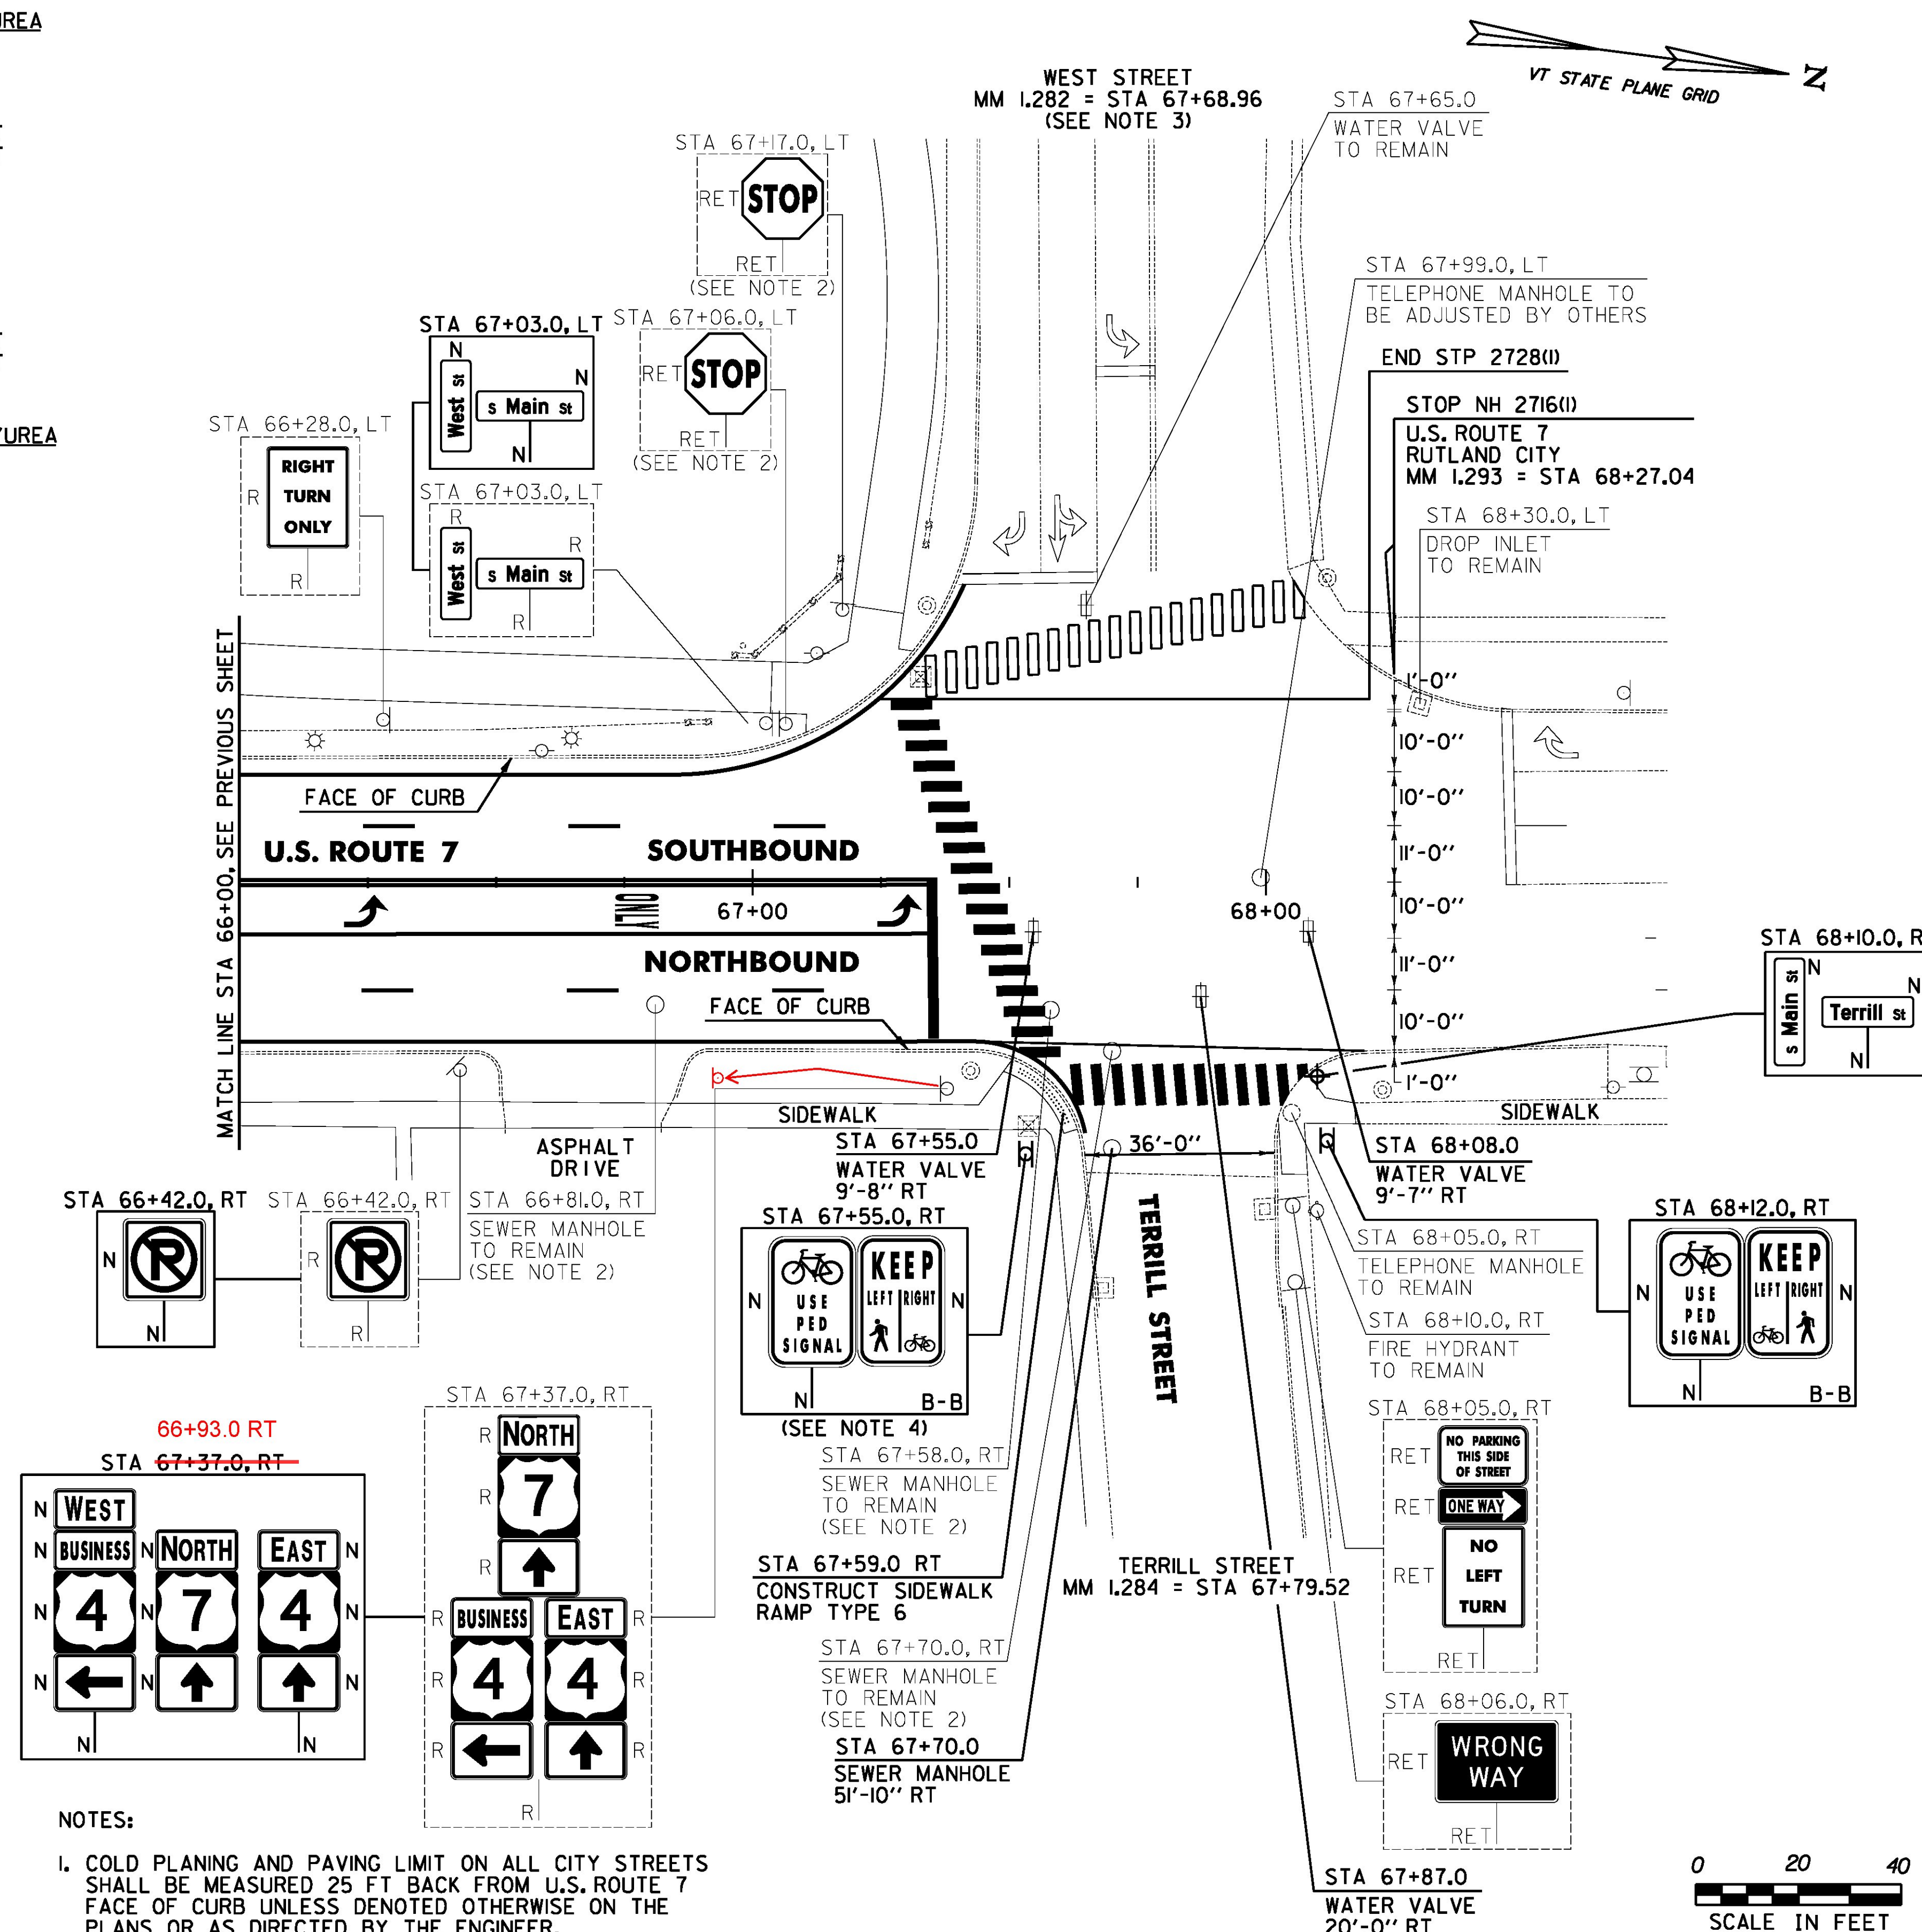 UREA
YUREA
VT STATE PLANE GRID
N
WEST STREET
MM 1.282 = STA 67+68.96
(SEE NOTE 3)
STA 67+65.0
WATER VALVE
TO REMAIN
STA 67+17.0, LT
RET
STOP
RET
(SEE NOTE 2)
STA 67+06.0, LT
RET
STOP
RET
(SEE NOTE 2)
STA 67+03.0, LT
N
West St
N
S Main St
N
STA 67+03.0, LT
R
West St
R
S Main St
R
STA 66+28.0, LT
R
RIGHT
TURN
ONLY
R
STA 67+99.0, LT
TELEPHONE MANHOLE TO
BE ADJUSTED BY OTHERS
END STP 2728(1)
STOP NH 2716(1)
U.S. ROUTE 7
RUTLAND CITY
MM 1.293 = STA 68+27.04
STA 68+30.0, LT
DROP INLET
TO REMAIN
MATCH LINE STA 66+00, SEE PREVIOUS SHEET
FACE OF CURB
U.S. ROUTE 7
SOUTHBOUND
ONLY
67+00
68+00
NORTHBOUND
FACE OF CURB
1'-0"
10'-0"
10'-0"
11'-0"
10'-0"
11'-0"
10'-0"
1'-0"
STA 68+10.0, R
S Main St
N
N
Terrill St
N
SIDEWALK
SIDEWALK
ASPHALT
DRIVE
36'-0"
STA 67+55.0
WATER VALVE
9'-8" RT
STA 68+08.0
WATER VALVE
9'-7" RT
STA 66+42.0, RT
N
P
N
STA 66+42.0, RT
R
P
R
STA 66+81.0, RT
SEWER MANHOLE
TO REMAIN
(SEE NOTE 2)
STA 67+55.0, RT
N
USE
PED
SIGNAL
KEEP
LEFT RIGHT
N
N
B-B
(SEE NOTE 4)
TERRILL STREET
STA 68+05.0, RT
TELEPHONE MANHOLE
TO REMAIN
STA 68+10.0, RT
FIRE HYDRANT
TO REMAIN
STA 68+12.0, RT
N
USE
PED
SIGNAL
KEEP
LEFT RIGHT
N
N
B-B
66+93.0 RT
STA 67+37.0, RT
N WEST
N BUSINESS N NORTH EAST N
N 4 N 7 4 N
N N N
N N
STA 67+37.0, RT
R NORTH
R 7
R
R BUSINESS EAST R
R 4 4 R
R R
R
STA 67+58.0, RT
SEWER MANHOLE
TO REMAIN
(SEE NOTE 2)
STA 67+59.0 RT
CONSTRUCT SIDEWALK
RAMP TYPE 6
STA 67+70.0, RT
SEWER MANHOLE
TO REMAIN
(SEE NOTE 2)
STA 67+70.0
SEWER MANHOLE
51'-10" RT
TERRILL STREET
MM 1.284 = STA 67+79.52
STA 68+05.0, RT
RET
NO PARKING
THIS SIDE
OF STREET
RET
ONE WAY
RET
NO
LEFT
TURN
RET
STA 68+06.0, RT
RET
WRONG
WAY
RET
STA 67+87.0
WATER VALVE
20'-0" RT
NOTES:
1. COLD PLANING AND PAVING LIMIT ON ALL CITY STREETS
SHALL BE MEASURED 25 FT BACK FROM U.S. ROUTE 7
FACE OF CURB UNLESS DENOTED OTHERWISE ON THE
PLANS OR AS DIRECTED BY THE ENGINEER.
0 20 40
SCALE IN FEET